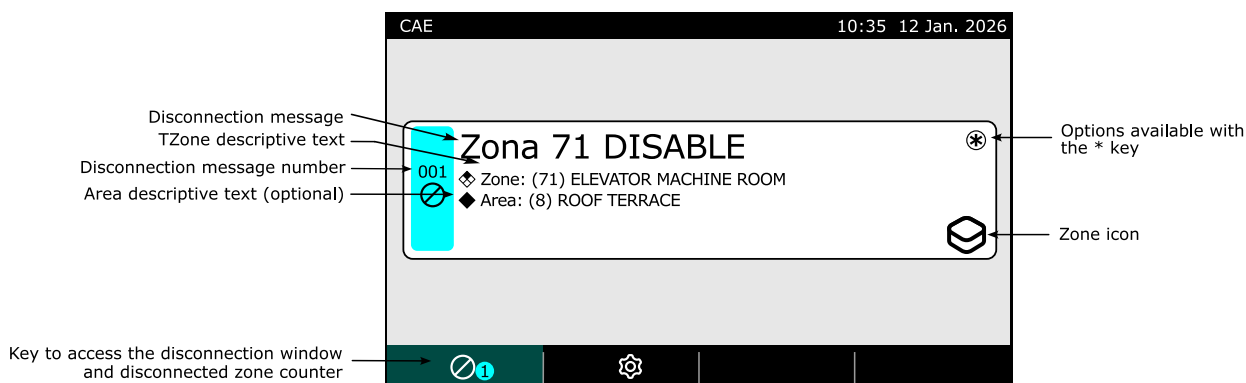 CAE
10:35 12 Jan. 2026
Disconnection message
TZone descriptive text
Disconnection message number
Area descriptive text (optional)
Zona 71 DISABLE
001
Zone: (71) ELEVATOR MACHINE ROOM
Area: (8) ROOF TERRACE
*
Options available with
the * key
Zone icon
Key to access the disconnection window
and disconnected zone counter
1